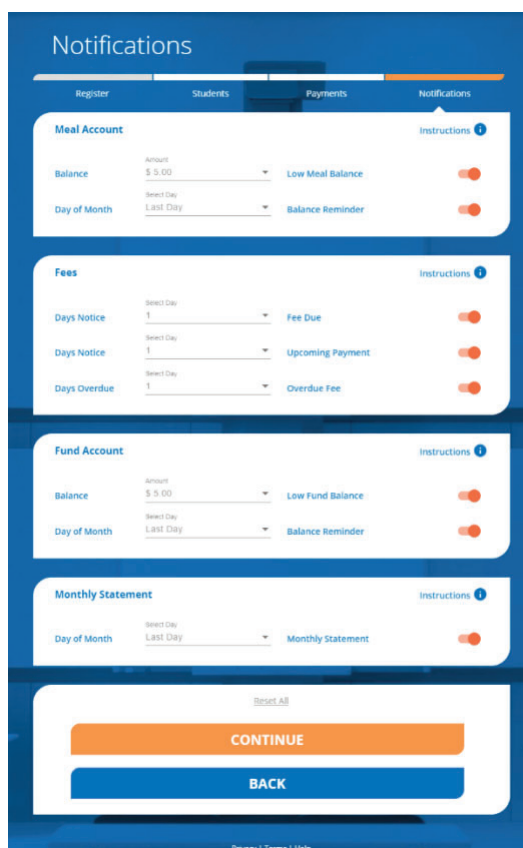 Notifications
Register Students Payments Notifications
Meal Account Instructions
Amount
Balance $ 5.00 Low Meal Balance
Select Day
Day of Month Last Day Balance Reminder
Fees Instructions
Select Day
Days Notice 1 Fee Due
Select Day
Days Notice 1 Upcoming Payment
Select Day
Days Overdue 1 Overdue Fee
Fund Account Instructions
Amount
Balance $ 5.00 Low Fund Balance
Select Day
Day of Month Last Day Balance Reminder
Monthly Statement Instructions
Select Day
Day of Month Last Day Monthly Statement
Reset All
CONTINUE
BACK
Privacy | Terms | Help